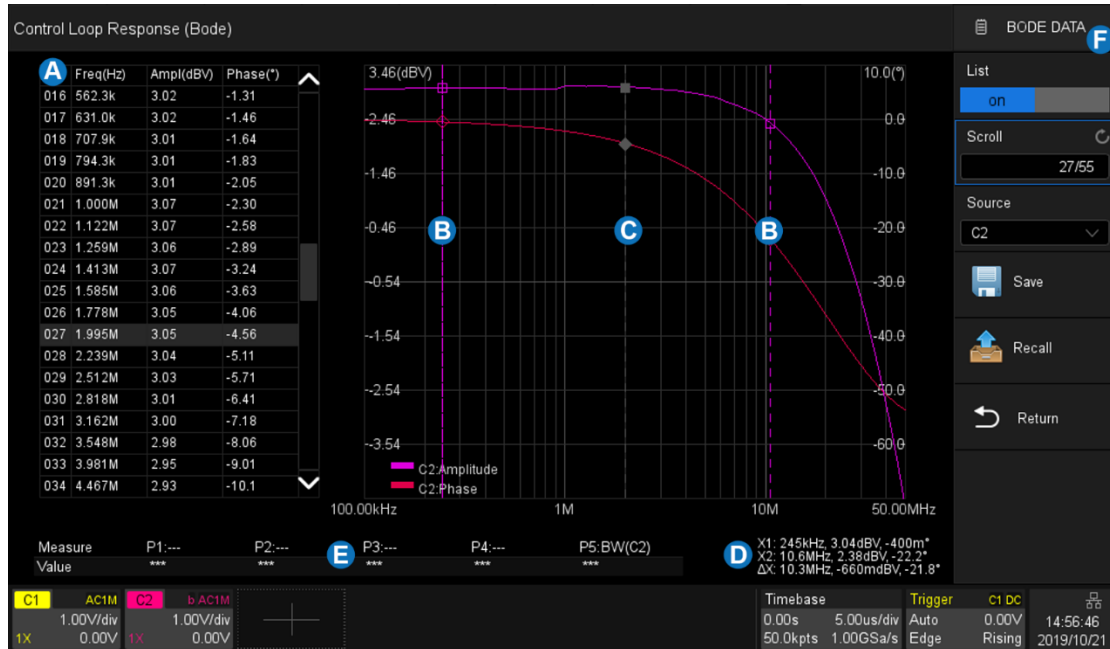 Control Loop Response (Bode)
BODE DATA
F
A Freq(Hz) Ampl(dBV) Phase(°)
016 562.3k 3.02 -1.31
017 631.0k 3.02 -1.46
018 707.9k 3.01 -1.64
019 794.3k 3.01 -1.83
020 891.3k 3.01 -2.05
021 1.000M 3.07 -2.30
022 1.122M 3.07 -2.58
023 1.259M 3.06 -2.89
024 1.413M 3.07 -3.24
025 1.585M 3.06 -3.63
026 1.778M 3.05 -4.06
027 1.995M 3.05 -4.56
028 2.239M 3.04 -5.11
029 2.512M 3.03 -5.71
030 2.818M 3.01 -6.41
031 3.162M 3.00 -7.18
032 3.548M 2.98 -8.06
033 3.981M 2.95 -9.01
034 4.467M 2.93 -10.1
3.46(dBV) 10.0(°)
-2.46 0.0
-1.46 -10.0
-0.46 B C B -20.0
-0.54 -30.0
-1.54 -40.0
-2.54 -50.0
-3.54 -60.0
C2:Amplitude
C2:Phase
100.00kHz 1M 10M 50.00MHz
List
on
Scroll
27/55
Source
C2
Save
Recall
Return
Measure P1:--- P2:--- P3:--- P4:--- P5:BW(C2)
Value *** *** E *** *** ***
D
X1: 245kHz, 3.04dBV, -400m°
X2: 10.6MHz, 2.38dBV, -22.2°
ΔX: 10.3MHz, -660mdBV, -21.8°
C1 AC1M
1.00V/div
1X 0.00V
C2 b AC1M
1.00V/div
1X 0.00V
Timebase
0.00s 5.00us/div
50.0kpts 1.00GSa/s
Trigger C1 DC
Auto 0.00V
Edge Rising
14:56:46
2019/10/21